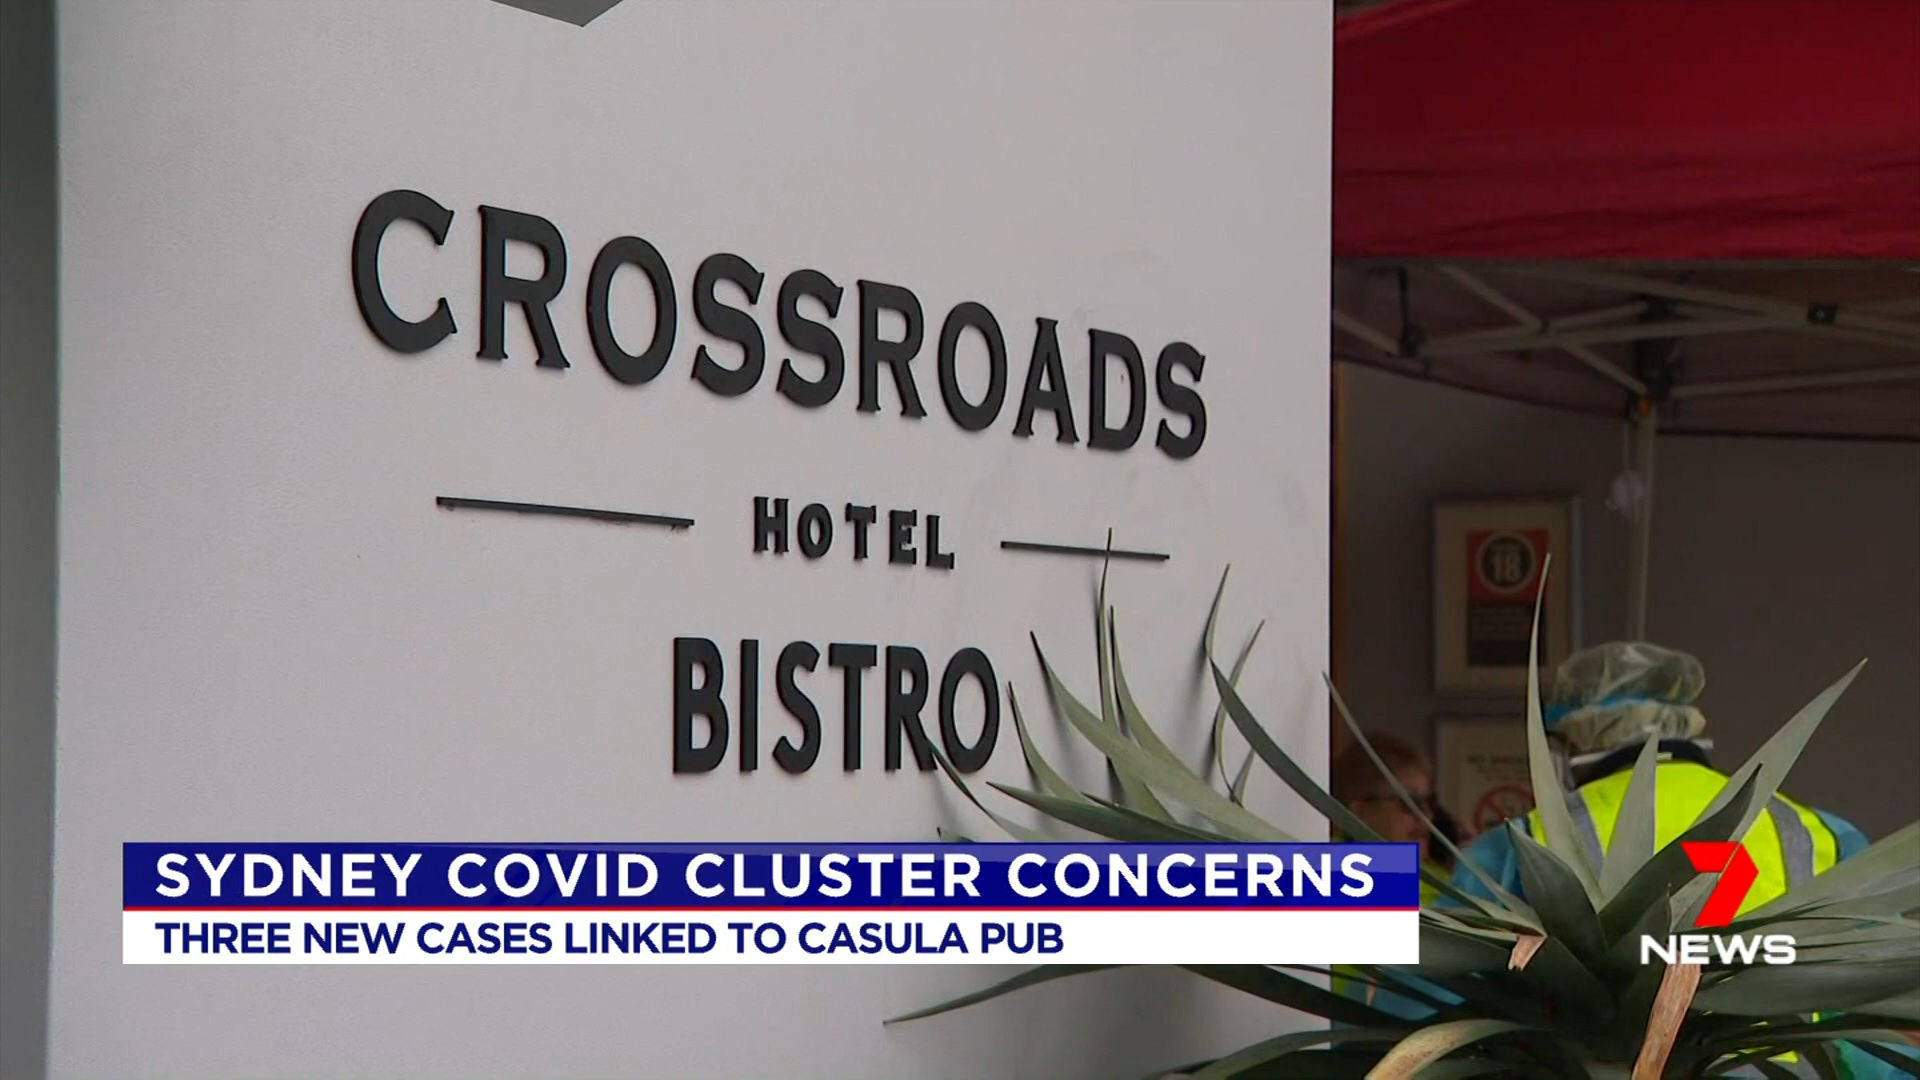 CROSSROADS
HOTEL
BISTRO
18
SYDNEY COVID CLUSTER CONCERNS
THREE NEW CASES LINKED TO CASULA PUB
7
NEWS